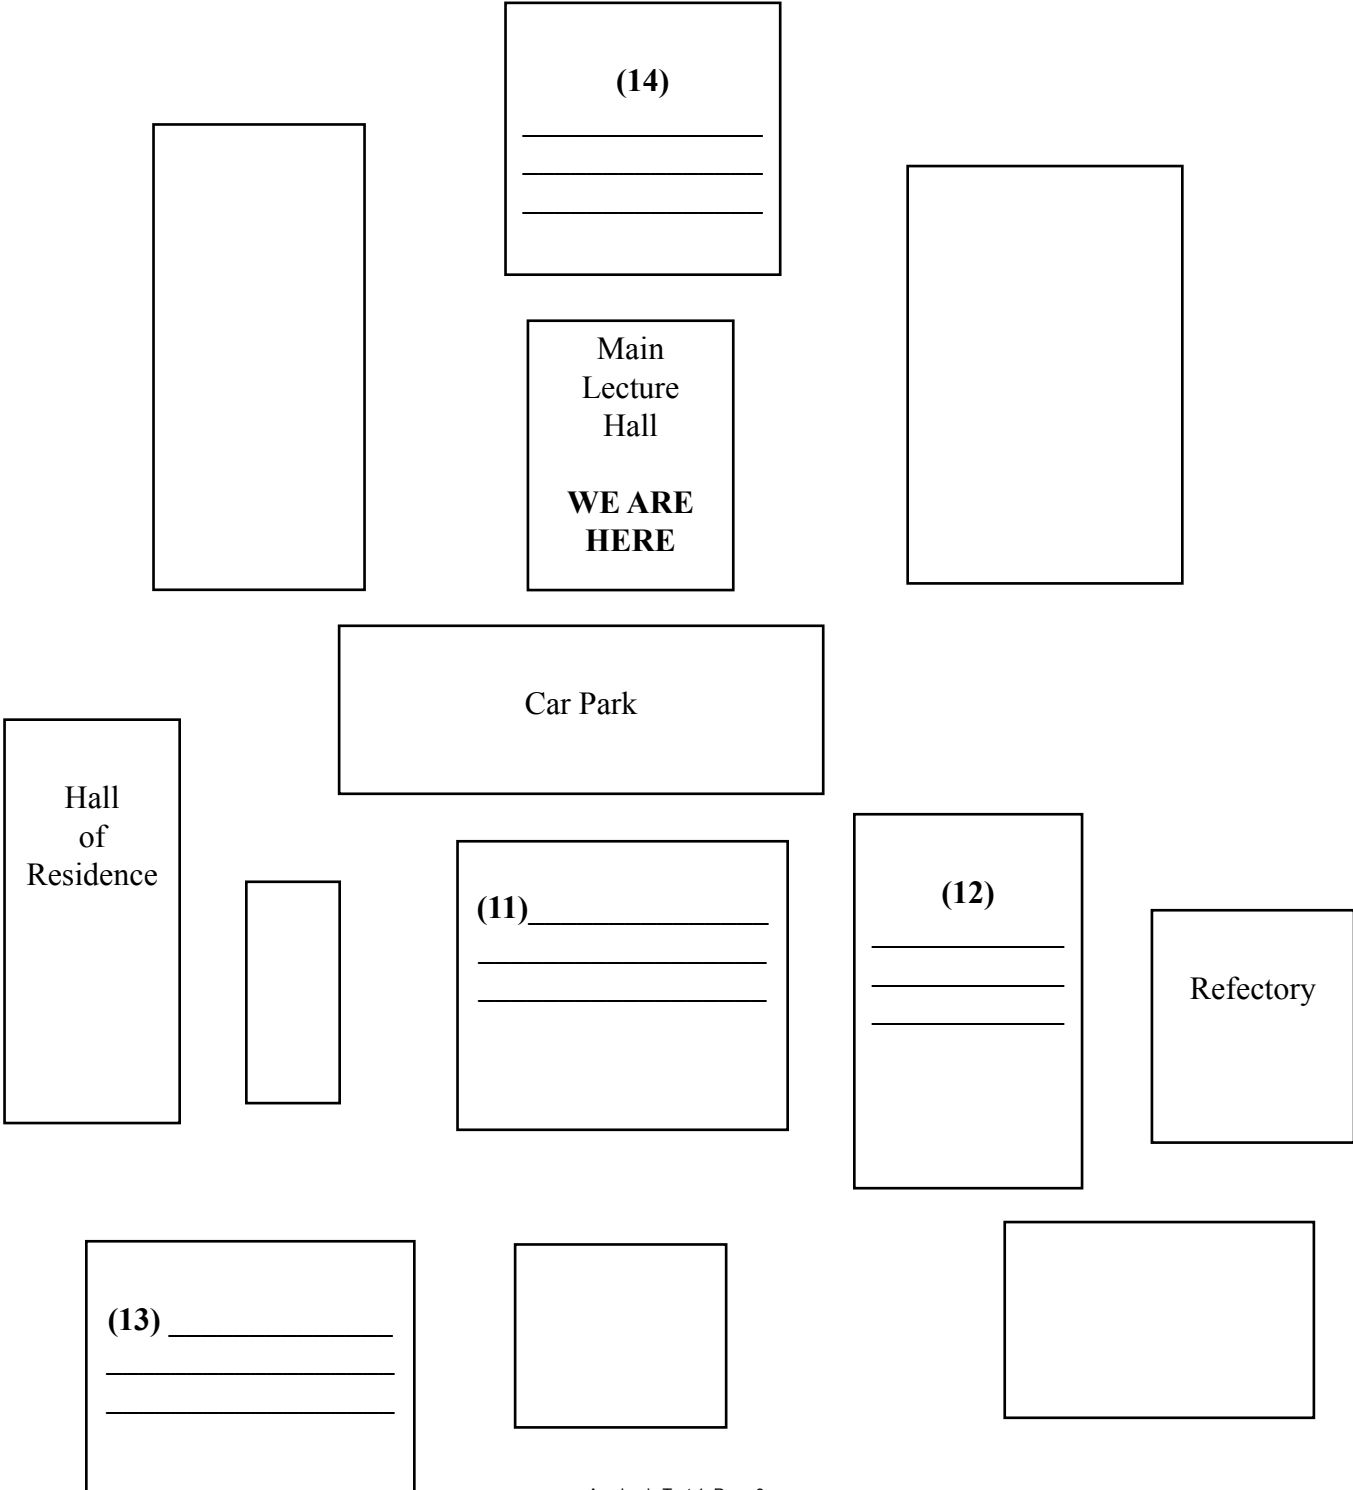 (14)
Main
Lecture
Hall
WE ARE
HERE
Car Park
Hall
of
Residence
(11)
(12)
Refectory
(13)